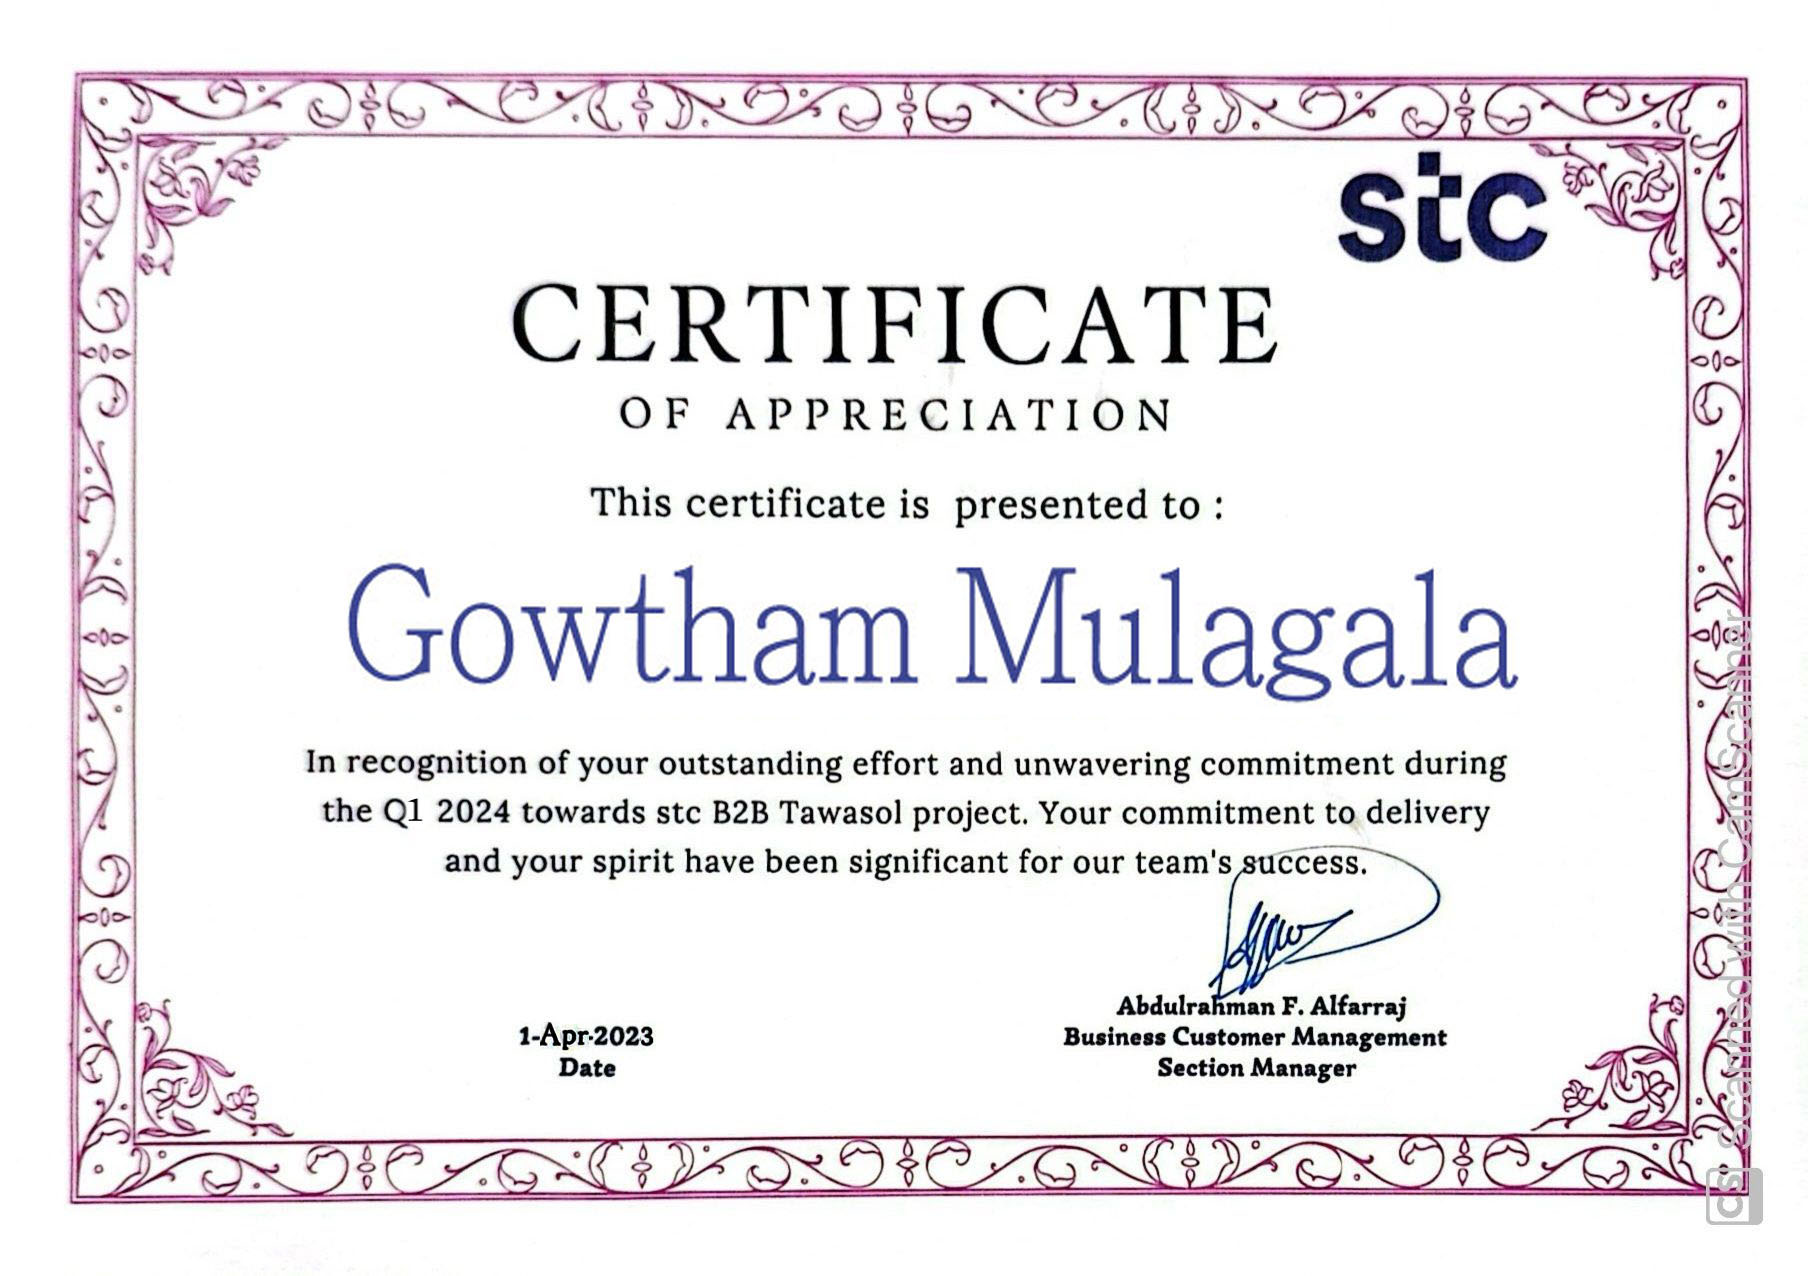 stc
CERTIFICATE
OF APPRECIATION
This certificate is presented to :
Gowtham Mulagala
In recognition of your outstanding effort and unwavering commitment during
the Q1 2024 towards stc B2B Tawasol project. Your commitment to delivery
and your spirit have been significant for our team's success.
1-Apr-2023
Date
Abdulrahman F. Alfarraj
Business Customer Management
Section Manager
CS Scanned with CamScanner